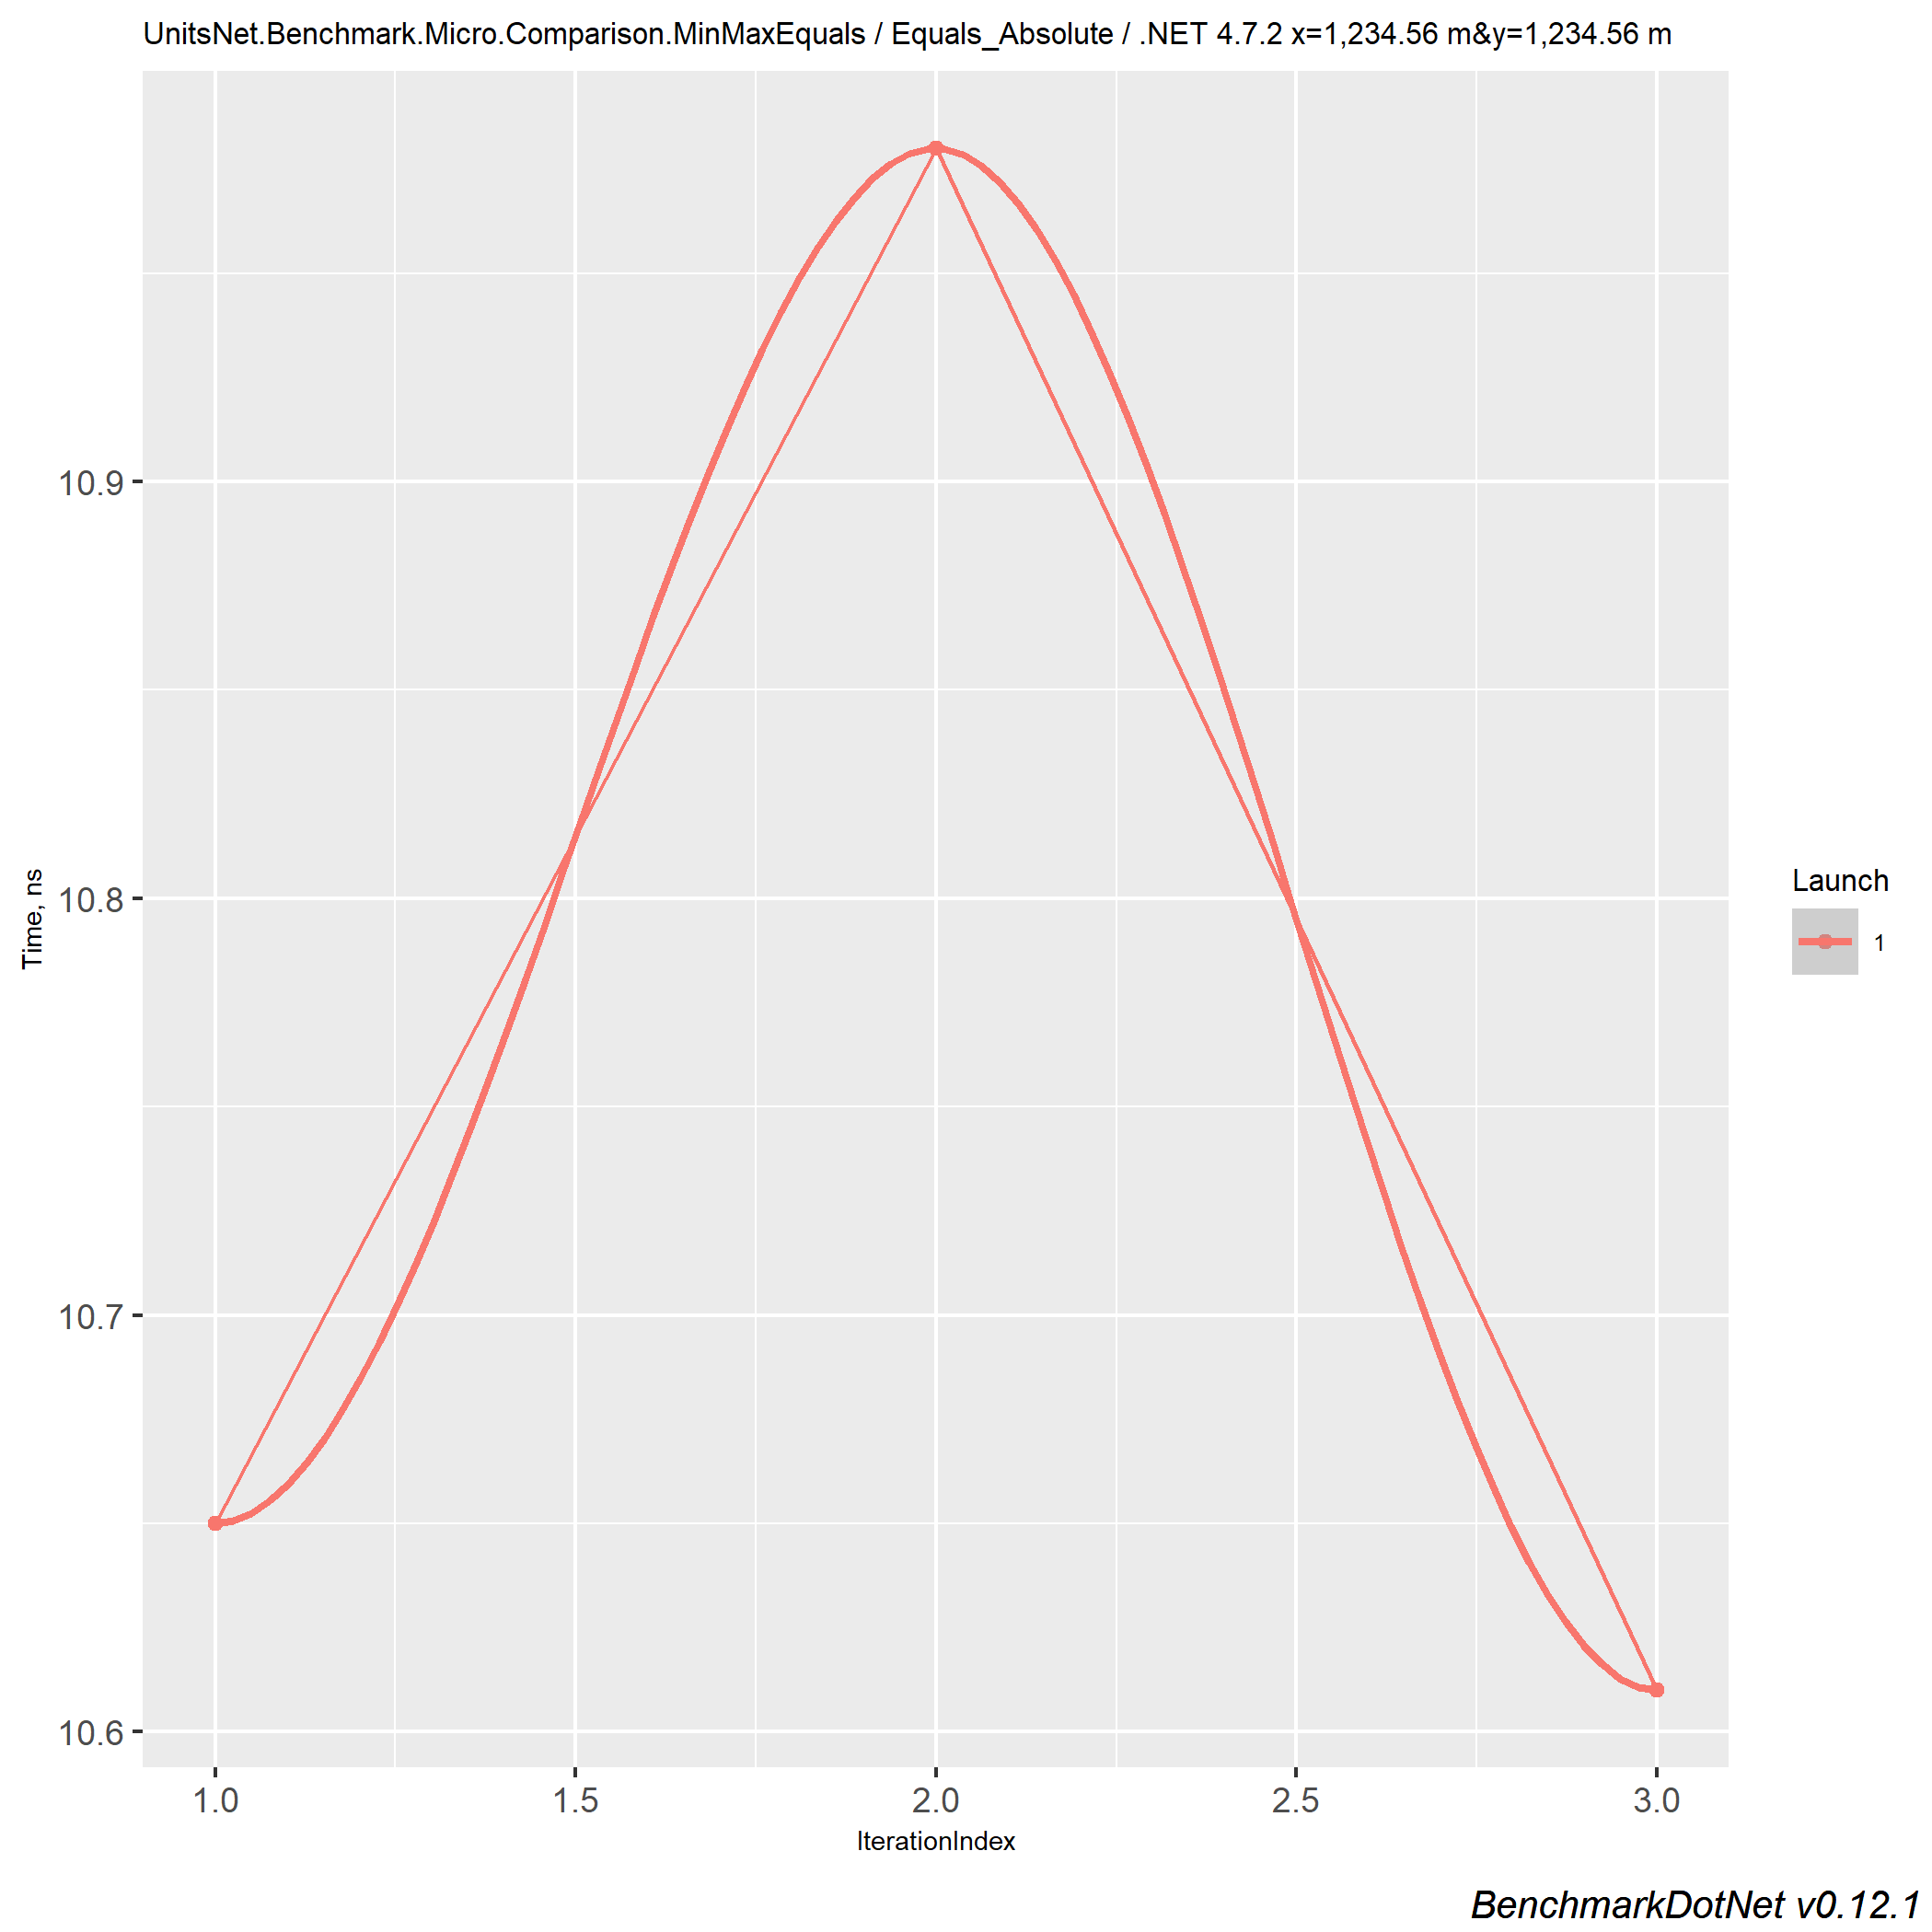 UnitsNet.Benchmark.Micro.Comparison.MinMaxEquals / Equals_Absolute / .NET 4.7.2 x=1,234.56 m&y=1,234.56 m
Time, ns
10.9
10.8
10.7
10.6
1.0 1.5 2.0 2.5 3.0
IterationIndex
Launch
1
BenchmarkDotNet v0.12.1